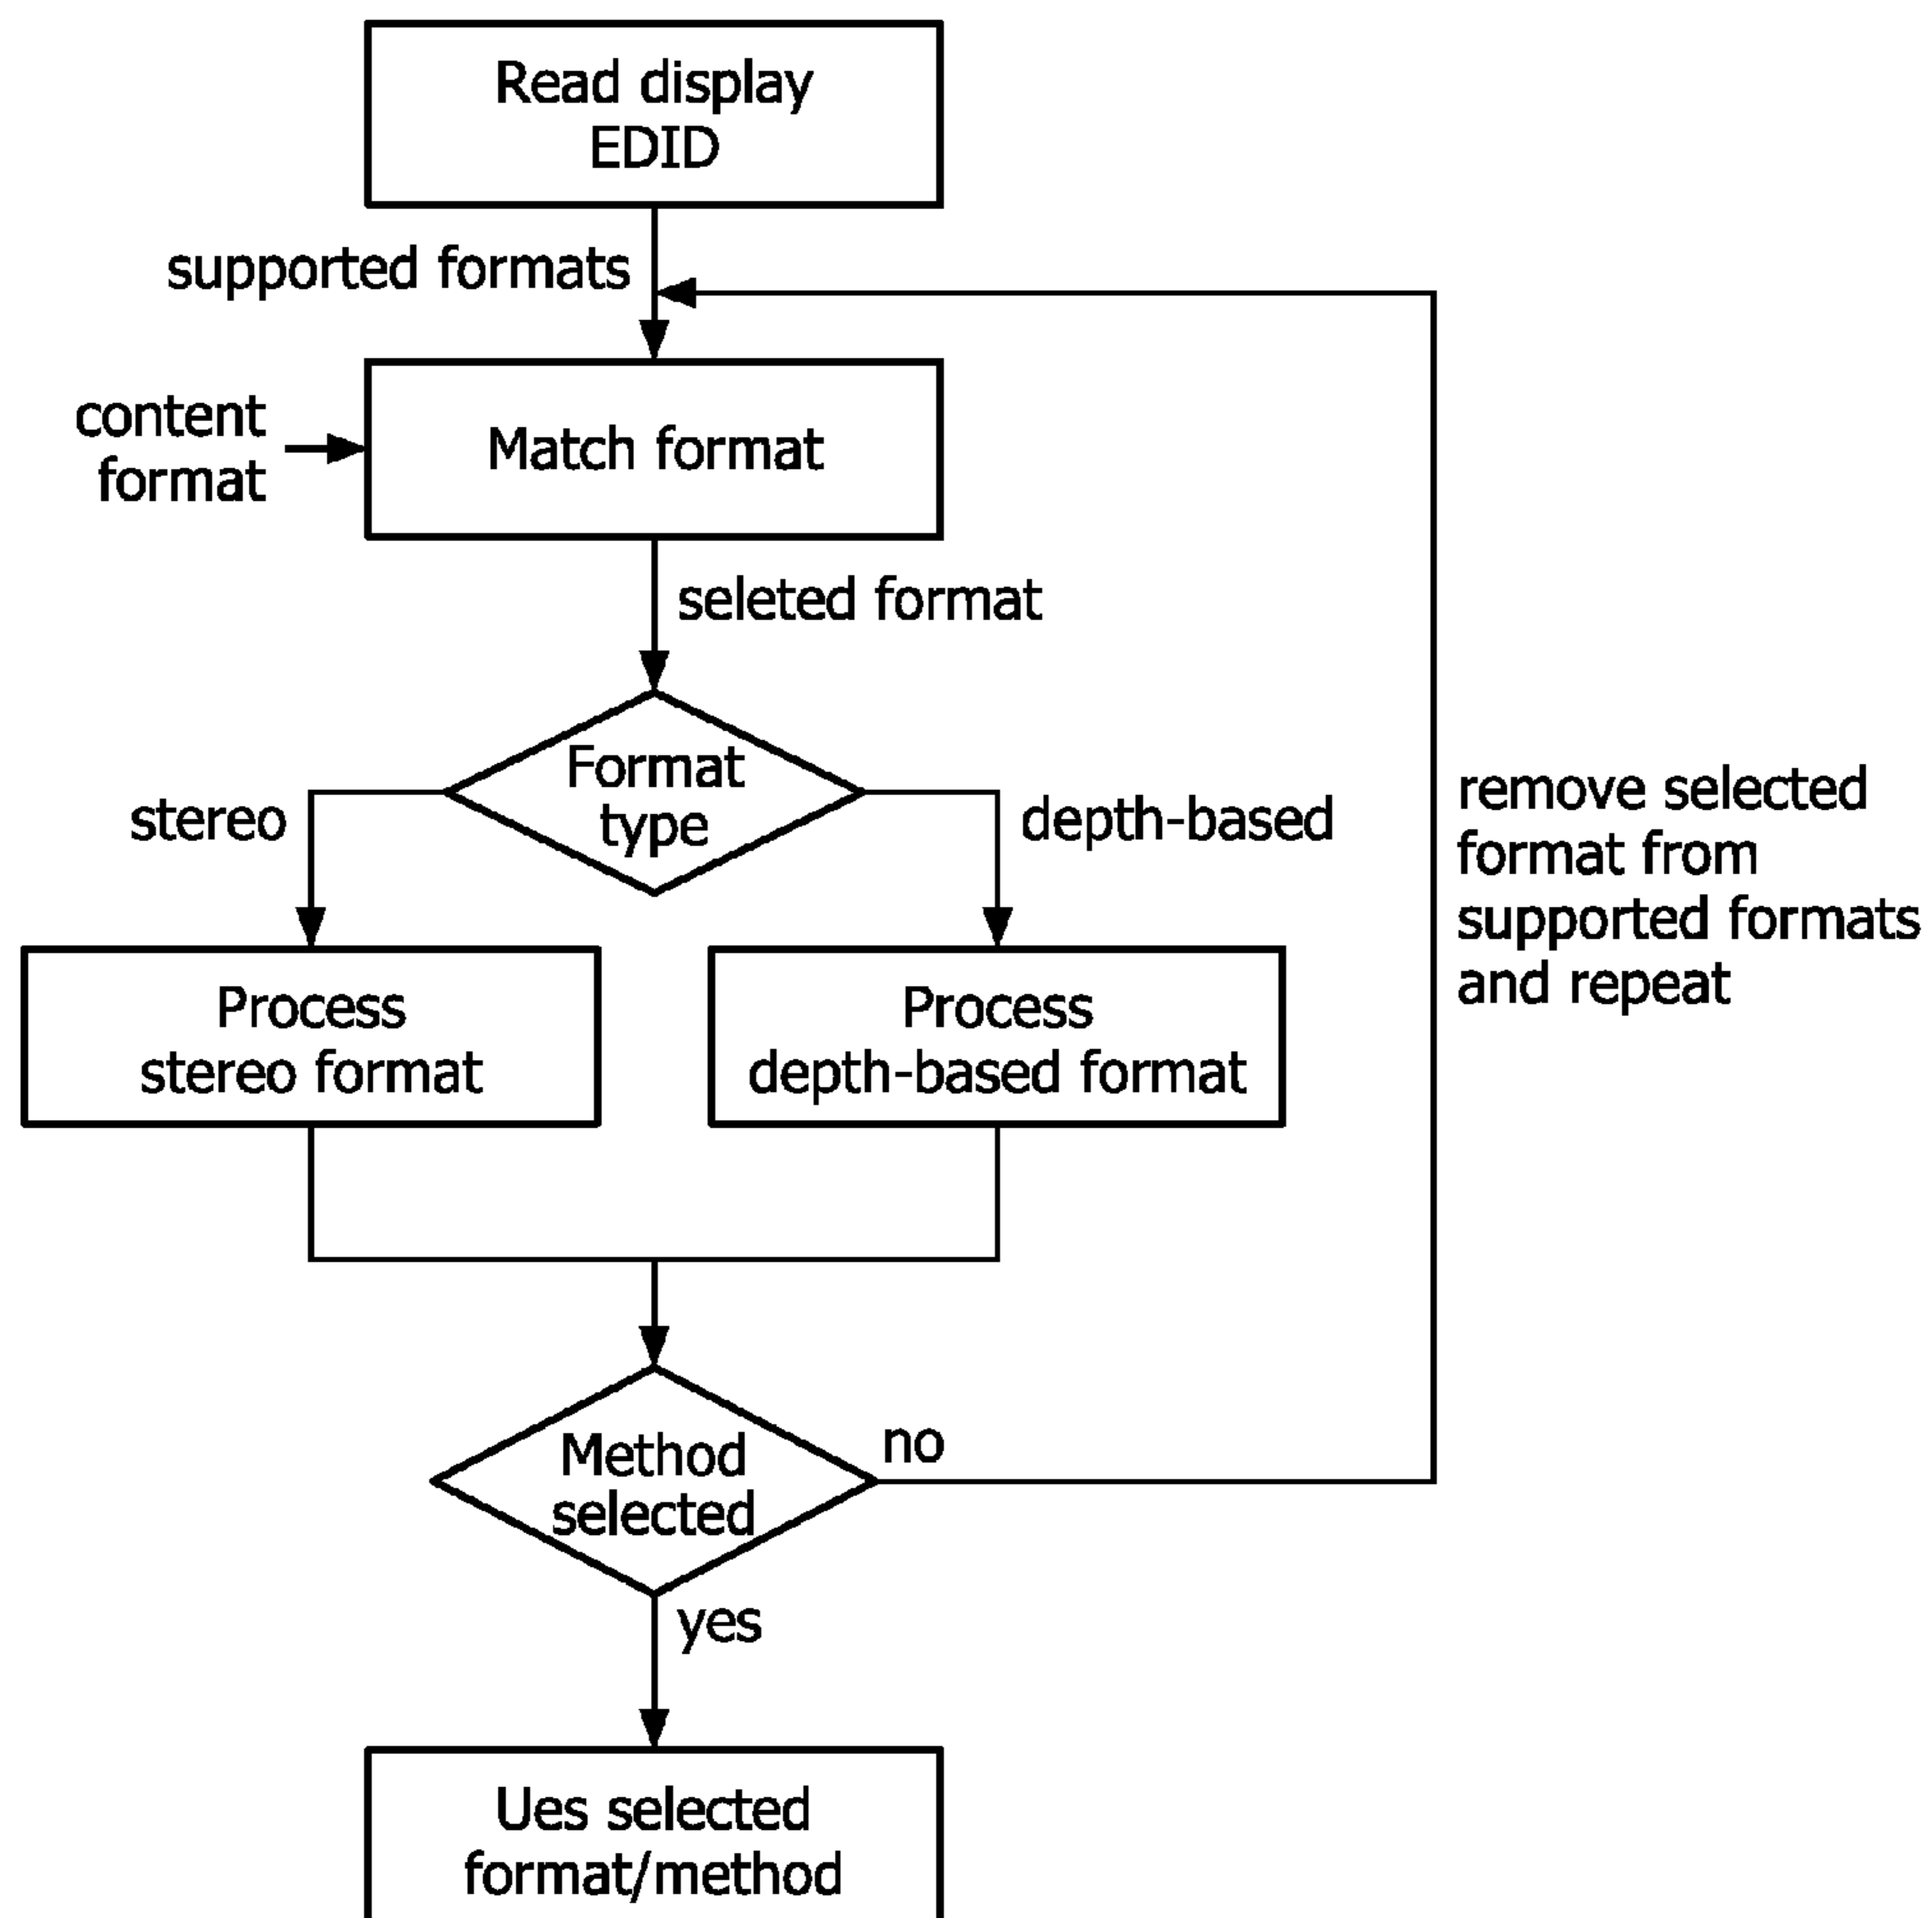 Read display
EDID
supported formats
content
format
Match format
seleted format
Format
type
stereo
depth-based
remove selected
format from
supported formats
and repeat
Process
stereo format
Process
depth-based format
Method
selected
no
yes
Ues selected
format/method